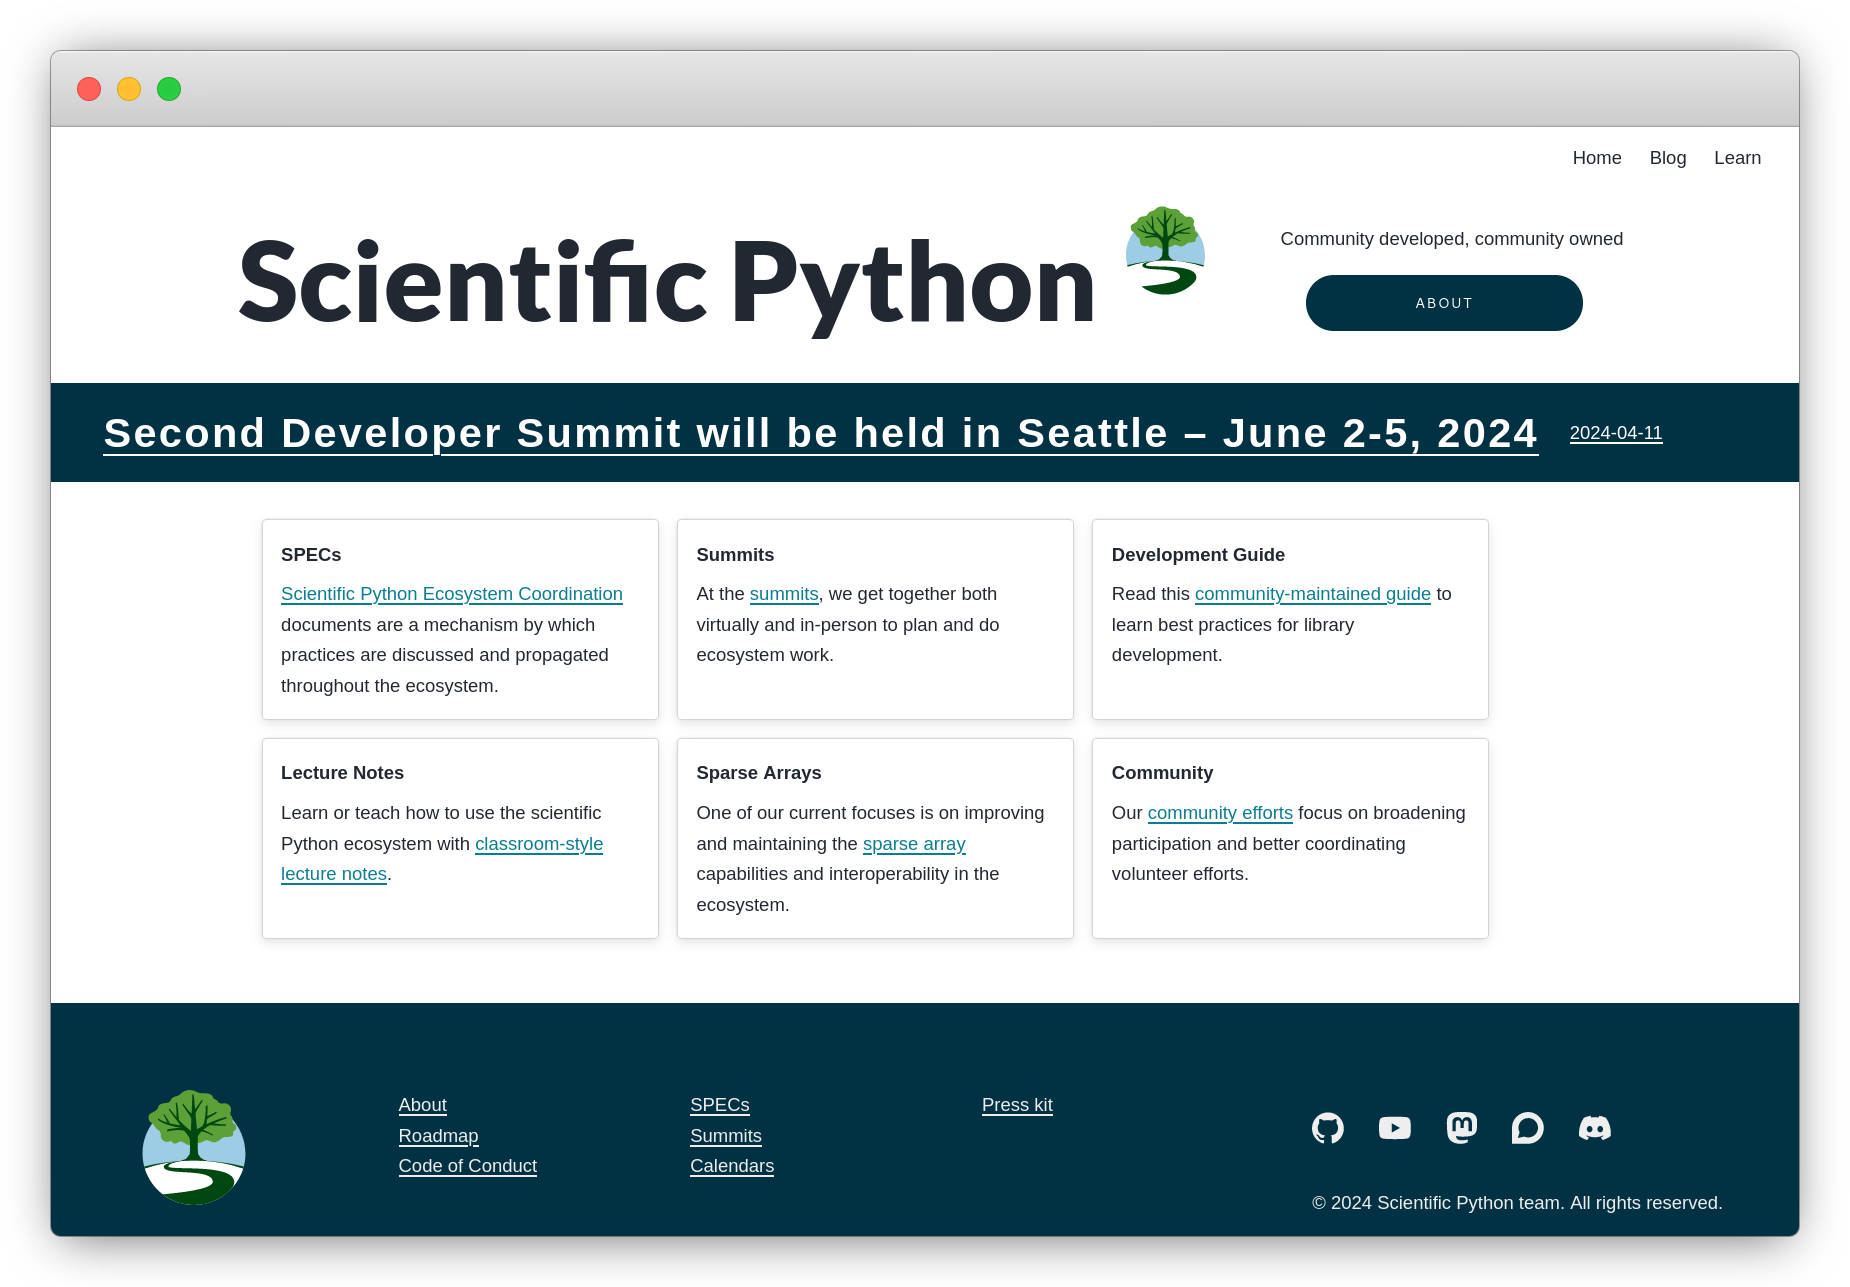 Home Blog Learn
Scientific Python
Community developed, community owned
ABOUT
Second Developer Summit will be held in Seattle – June 2-5, 2024 2024-04-11
SPECs
Scientific Python Ecosystem Coordination
documents are a mechanism by which
practices are discussed and propagated
throughout the ecosystem.
Summits
At the summits, we get together both
virtually and in-person to plan and do
ecosystem work.
Development Guide
Read this community-maintained guide to
learn best practices for library
development.
Lecture Notes
Learn or teach how to use the scientific
Python ecosystem with classroom-style
lecture notes.
Sparse Arrays
One of our current focuses is on improving
and maintaining the sparse array
capabilities and interoperability in the
ecosystem.
Community
Our community efforts focus on broadening
participation and better coordinating
volunteer efforts.
About
Roadmap
Code of Conduct
SPECs
Summits
Calendars
Press kit
© 2024 Scientific Python team. All rights reserved.